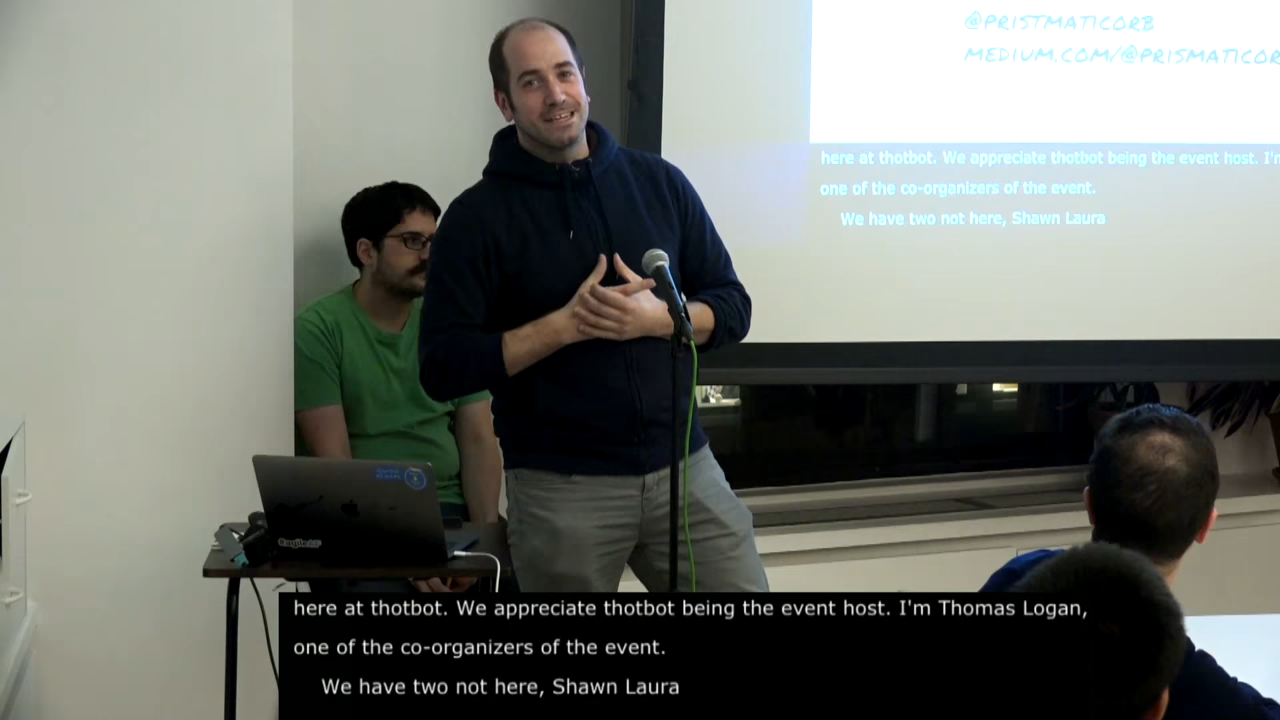 @PRISTMATICORB
MEDIUM.COM/@PRISMATICOR
here at thotbot. We appreciate thotbot being the event host. I'm
one of the co-organizers of the event.
We have two not here, Shawn Laura
here at thotbot. We appreciate thotbot being the event host. I'm Thomas Logan,
one of the co-organizers of the event.
We have two not here, Shawn Laura